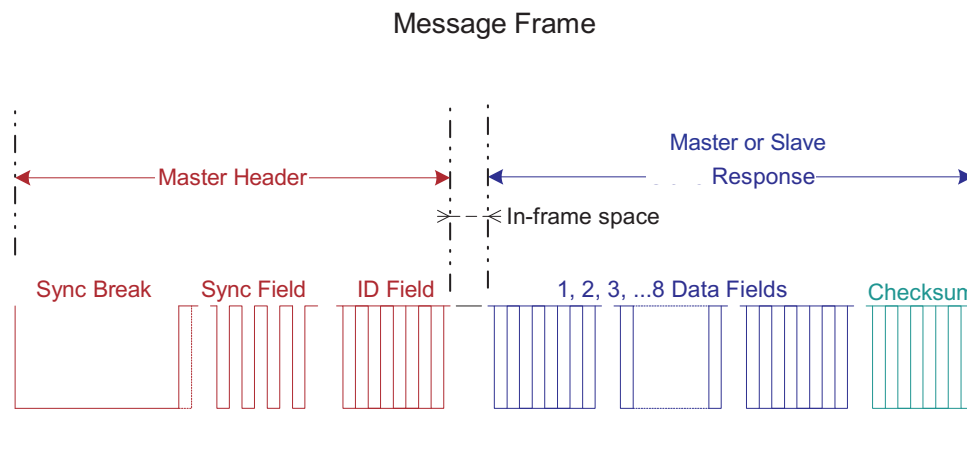 Message Frame
Master or Slave
Master Header
Response
In-frame space
Sync Break
Sync Field
ID Field
1, 2, 3, ...8 Data Fields
Checksum